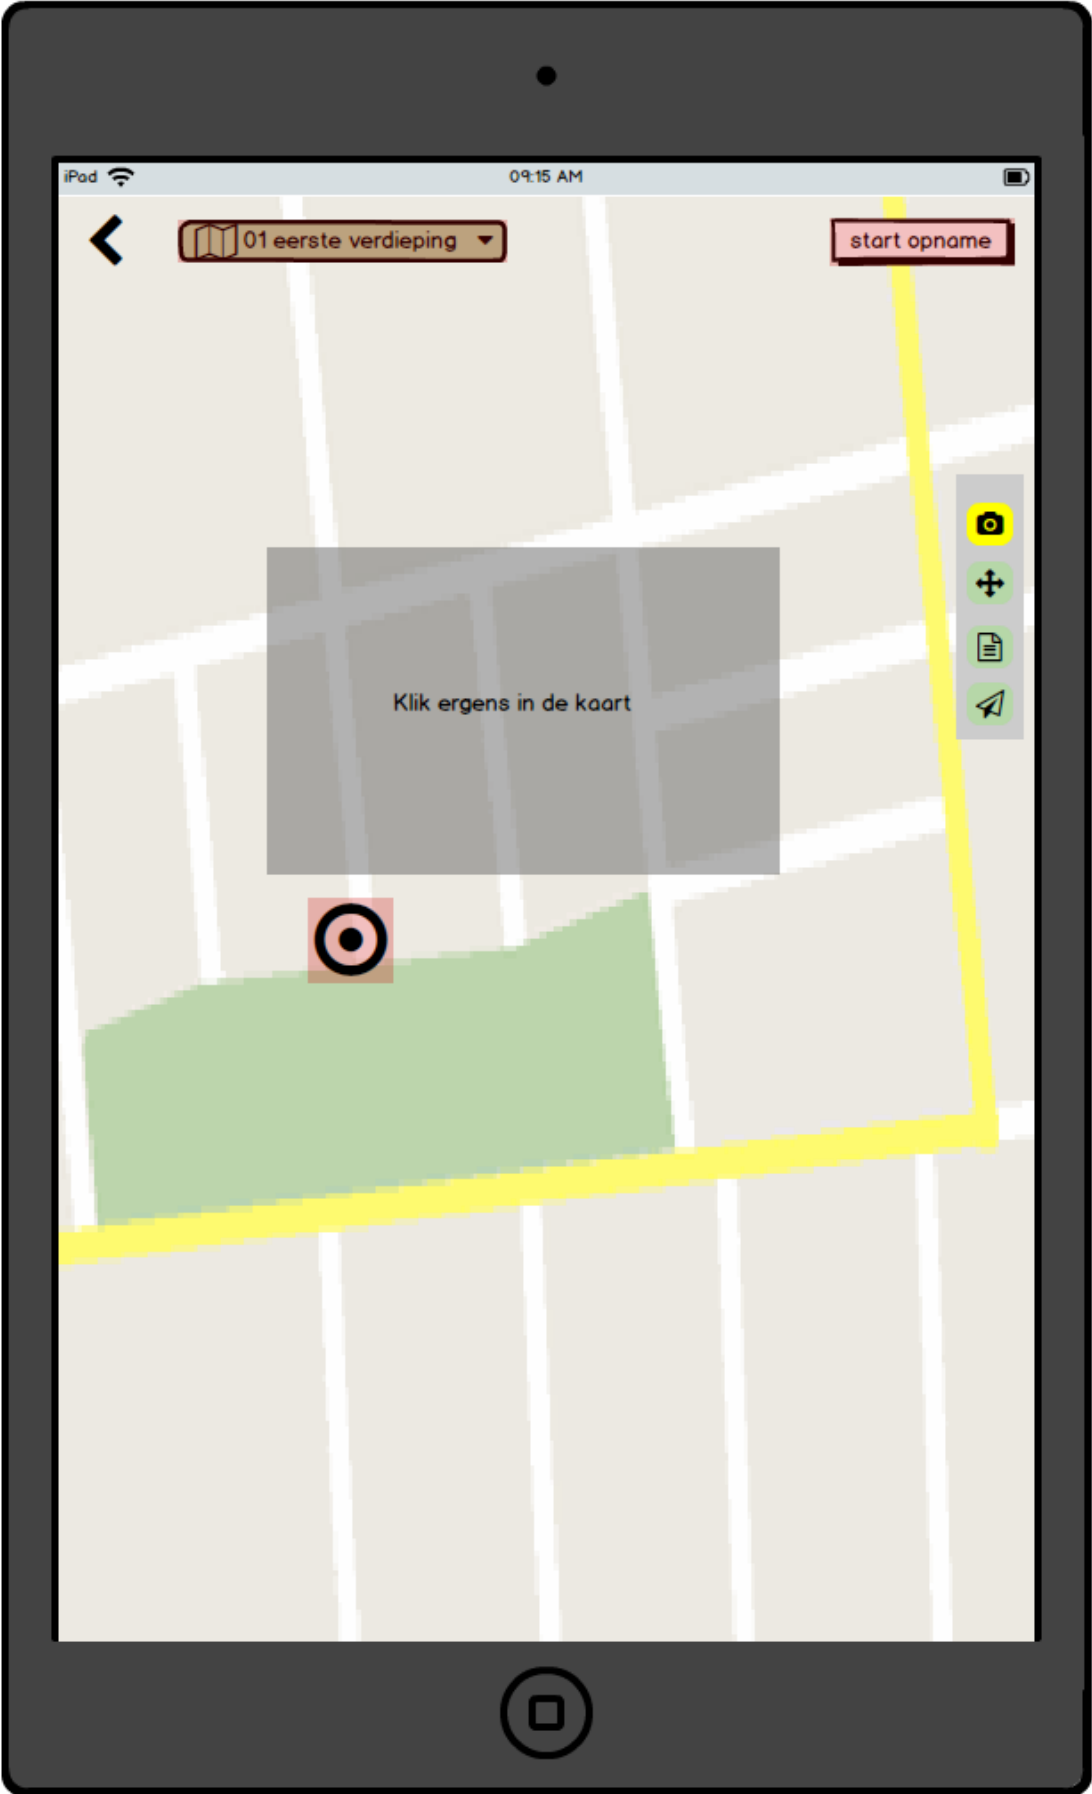 iPad
09:15 AM
01 eerste verdieping
start opname
Klik ergens in de kaart